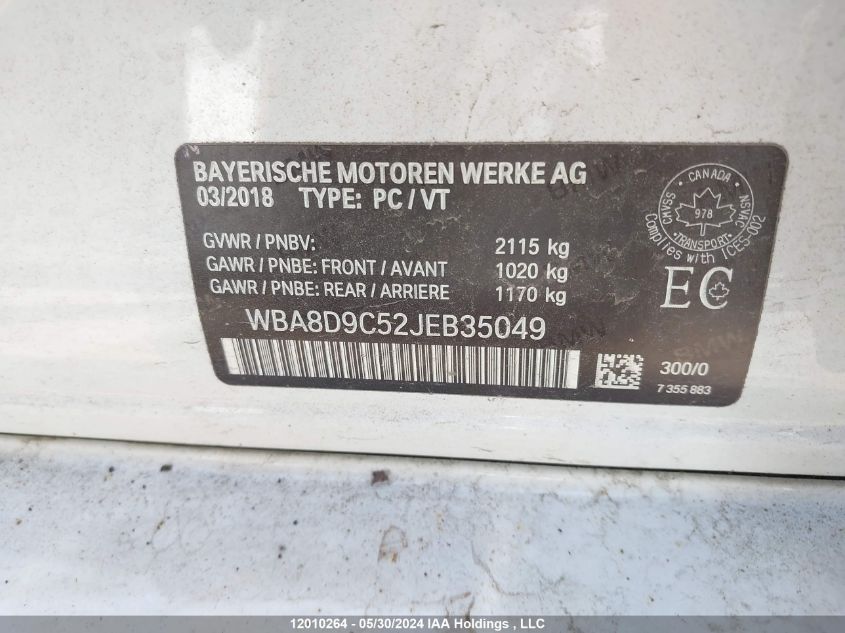 BAYERISCHE MOTOREN WERKE AG
03/2018 TYPE: PC / VT
GVWR / PNBV: 2115 kg
GAWR / PNBE: FRONT / AVANT 1020 kg
GAWR / PNBE: REAR / ARRIERE 1170 kg
WBA8D9C52JEB35049
CANADA
CMVSS
NSVAC
978
TRANSPORT
Complies with ICES-002
EC
300/0
7 355 883
12010264 - 05/30/2024 IAA Holdings , LLC